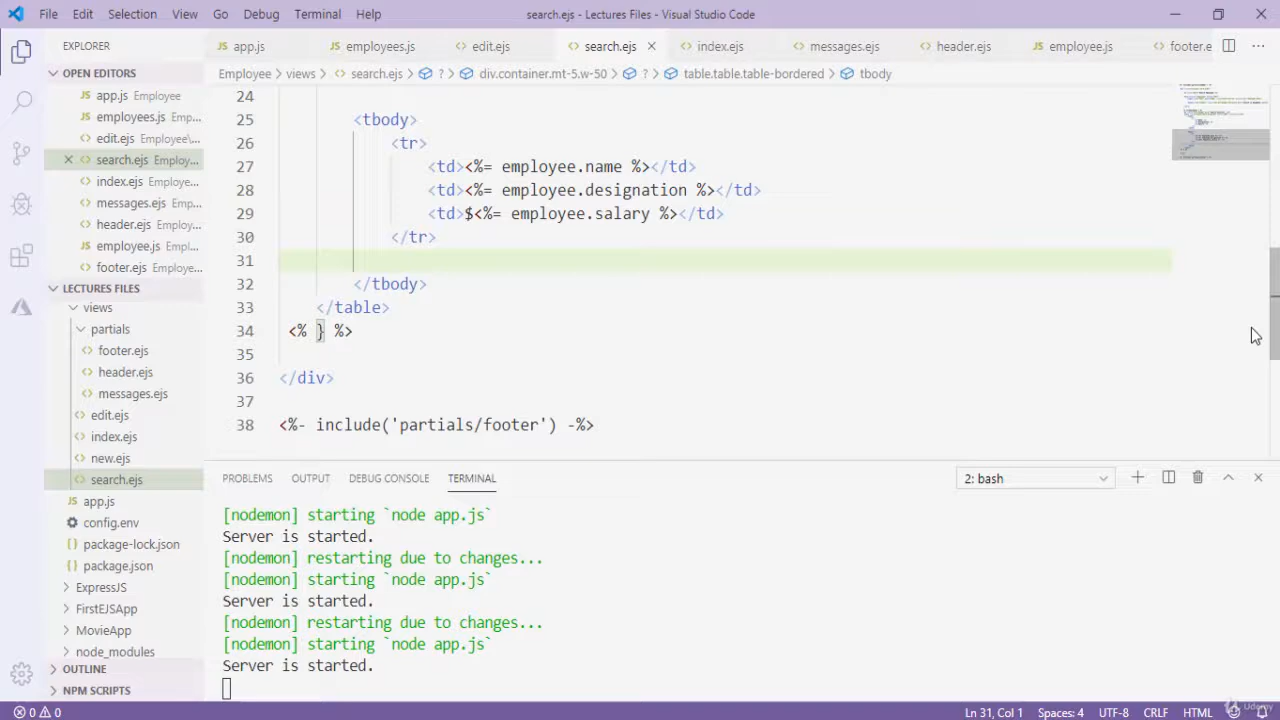 File Edit Selection View Go Debug Terminal Help search.ejs - Lectures Files - Visual Studio Code
EXPLORER
app.js employees.js edit.ejs search.ejs index.ejs messages.ejs header.ejs employee.js footer.e
OPEN EDITORS
Employee > views > search.ejs > ? > div.container.mt-5.w-50 > ? > table.table.table-bordered > tbody
app.js Employee
employees.js Emp...
edit.ejs Employee\...
search.ejs Employ...
index.ejs Employe...
messages.ejs Emp...
header.ejs Employ...
employee.js Empl...
footer.ejs Employe...
LECTURES FILES
views
partials
footer.ejs
header.ejs
messages.ejs
edit.ejs
index.ejs
new.ejs
search.ejs
app.js
config.env
package-lock.json
package.json
ExpressJS
FirstEJSApp
MovieApp
node_modules
OUTLINE
NPM SCRIPTS
24
25 <tbody>
26 <tr>
27 <td><%= employee.name %></td>
28 <td><%= employee.designation %></td>
29 <td>$<%= employee.salary %></td>
30 </tr>
31
32 </tbody>
33 </table>
34 <% } %>
35
36 </div>
37
38 <%- include('partials/footer') -%>
PROBLEMS OUTPUT DEBUG CONSOLE TERMINAL 2: bash
[nodemon] starting `node app.js`
Server is started.
[nodemon] restarting due to changes...
[nodemon] starting `node app.js`
Server is started.
[nodemon] restarting due to changes...
[nodemon] starting `node app.js`
Server is started.
0 0 Ln 31, Col 1 Spaces: 4 UTF-8 CRLF HTML
Udemy